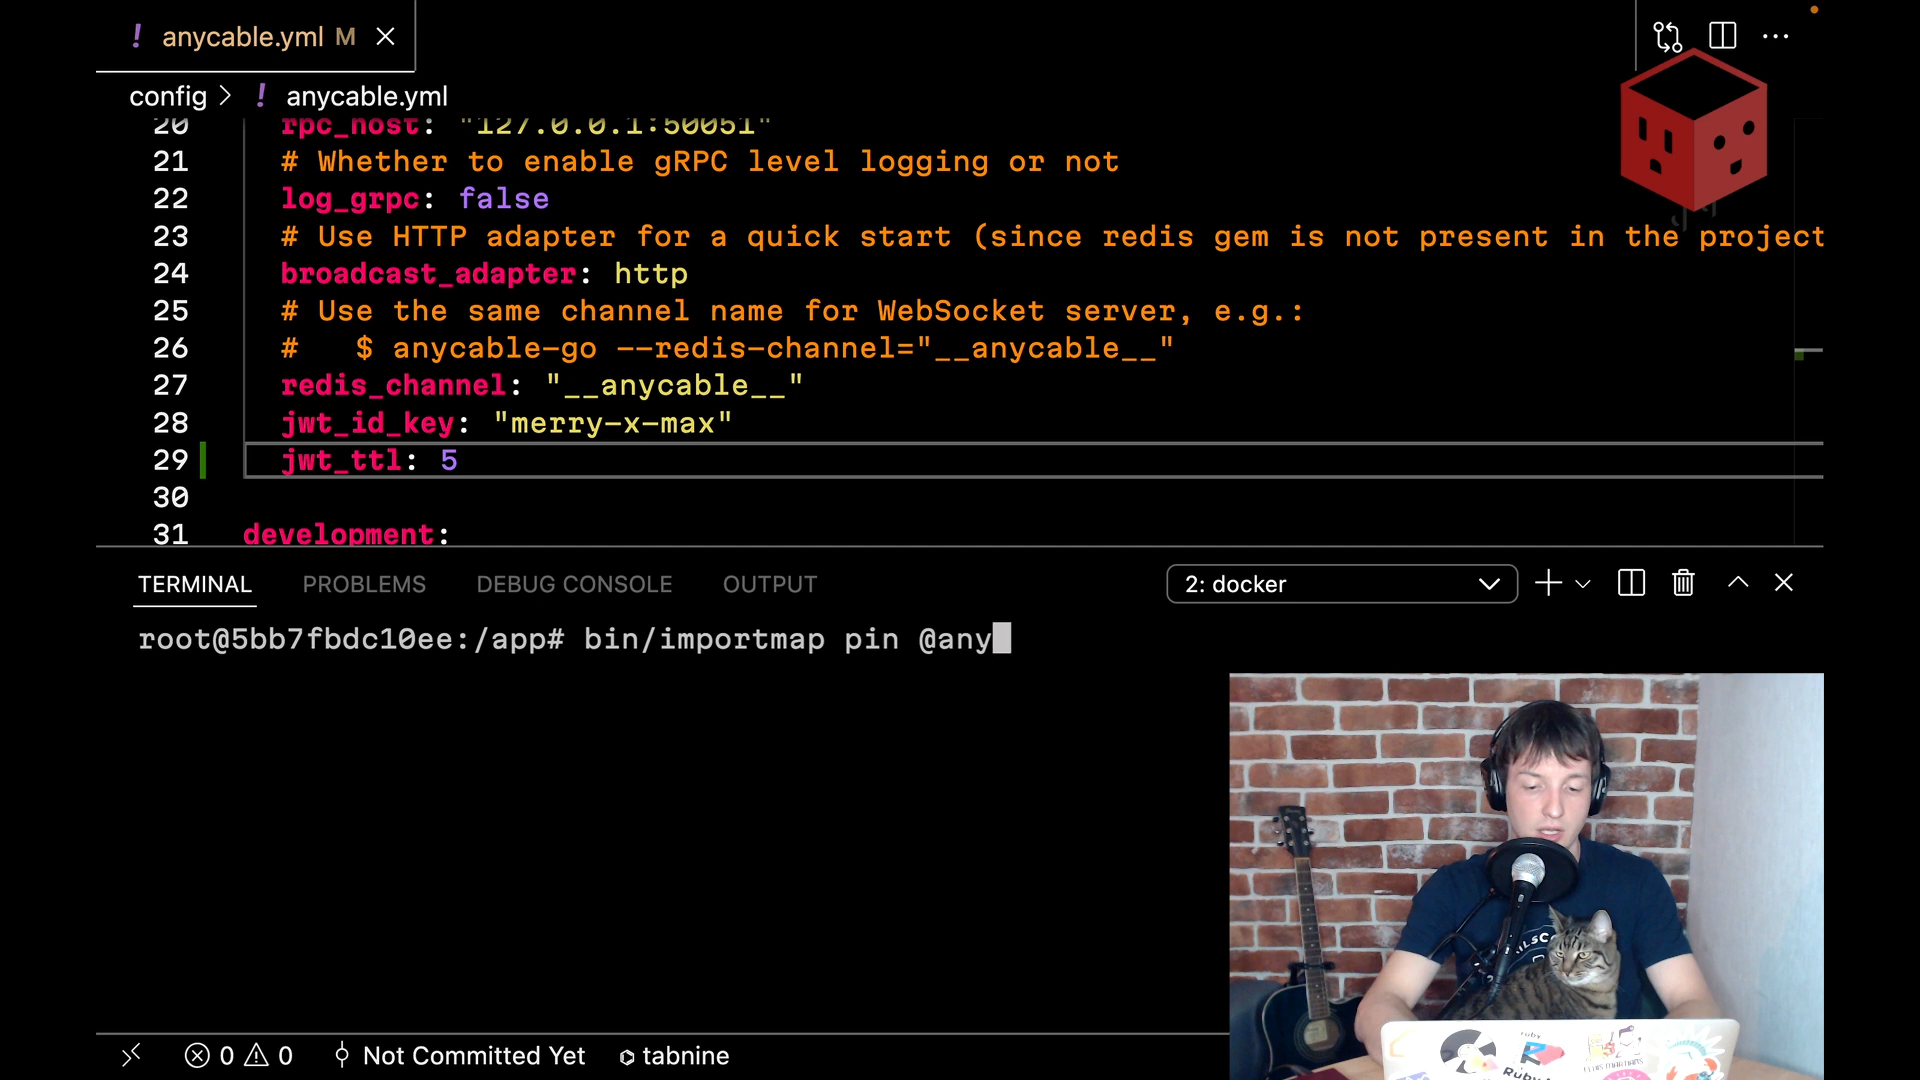 ! anycable.yml M
config > ! anycable.yml
20 rpc_host: "127.0.0.1:50051"
21 # Whether to enable gRPC level logging or not
22 log_grpc: false
23 # Use HTTP adapter for a quick start (since redis gem is not present in the project
24 broadcast_adapter: http
25 # Use the same channel name for WebSocket server, e.g.:
26 #   $ anycable-go --redis-channel="__anycable__"
27 redis_channel: "__anycable__"
28 jwt_id_key: "merry-x-max"
29 jwt_ttl: 5
30
31 development:
TERMINAL PROBLEMS DEBUG CONSOLE OUTPUT 2: docker
root@5bb7fbdc10ee:/app# bin/importmap pin @any
0 0 Not Committed Yet tabnine